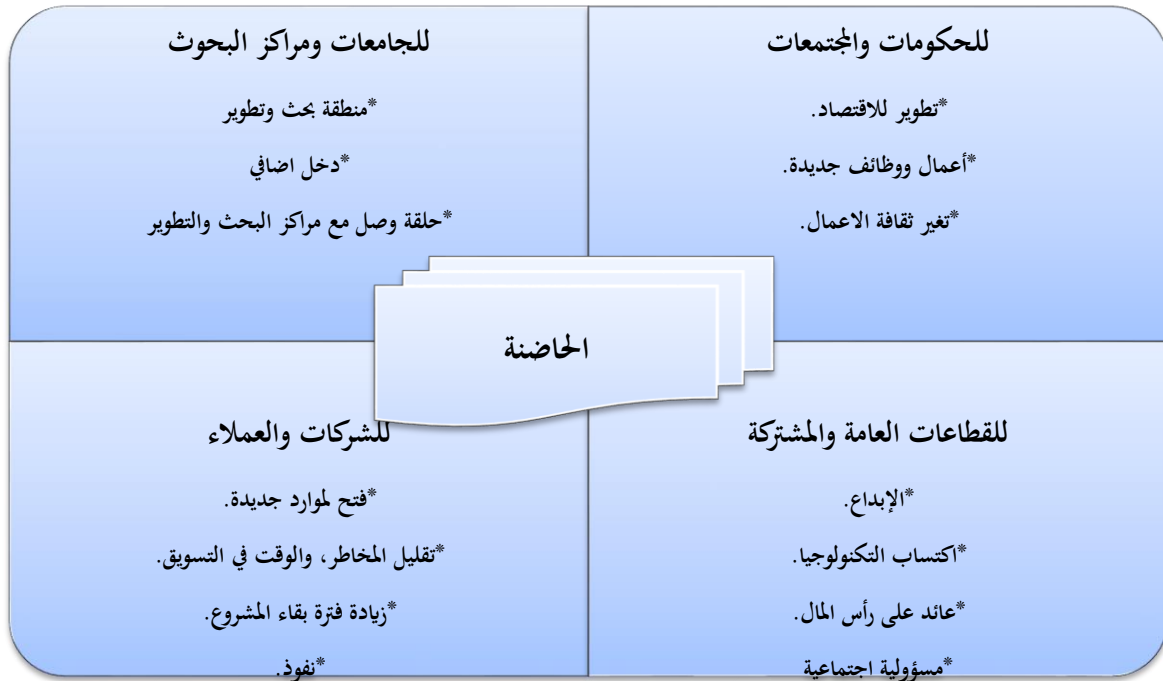 للحكومات والمجتمعات
*تطوير للاقتصاد.
*أعمال ووظائف جديدة.
*تغير ثقافة الاعمال.
للجامعات ومراكز البحوث
*منطقة بحث وتطوير
*دخل اضافي
*حلقة وصل مع مراكز البحث والتطوير
الحاضنة
للقطاعات العامة والمشتركة
*الإبداع.
*اكتساب التكنولوجيا.
*عائد على رأس المال.
*مسؤولية اجتماعية
للشركات والعملاء
*فتح لموارد جديدة.
*تقليل المخاطر، والوقت في التسويق.
*زيادة فترة بقاء المشروع.
*نفوذ.